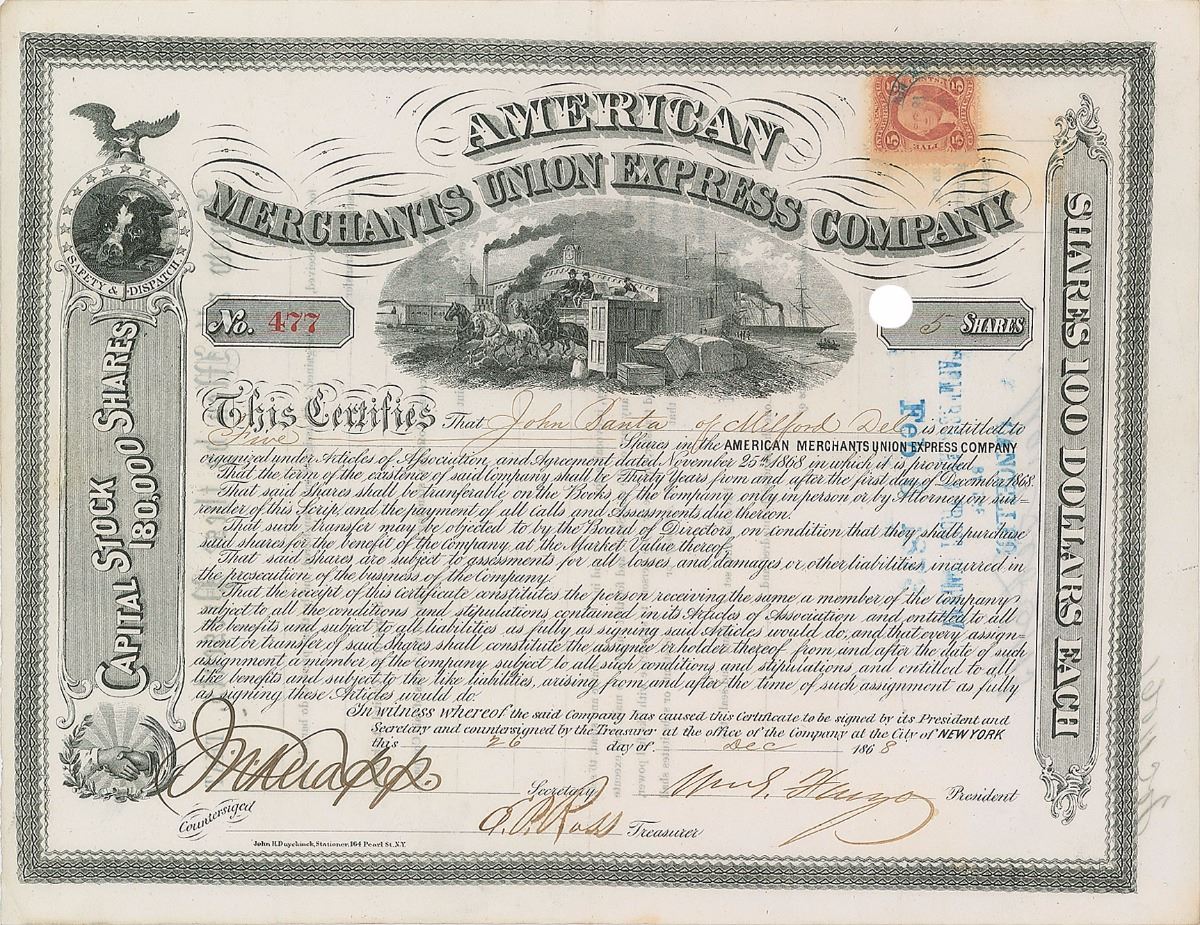 AMERICAN
MERCHANTS UNION EXPRESS COMPANY
SAFETY & DISPATCH
No. 477
5 SHARES
CAPITAL STOCK 180,000 SHARES
SHARES 100 DOLLARS EACH
This Certifies That John Santa of Milford Del is entitled to
Five Shares in the AMERICAN MERCHANTS UNION EXPRESS COMPANY
organized under Articles of Association, and Agreement dated, November 25th 1868, in which it is provided,
That the term of the existence of said Company shall be Thirty Years from and after the first day of December 1868.
That said Shares shall be tranferable on the Books of the Company only in person or by Attorney on sur-
render of this Scrip, and the payment of all Calls and Assessments due thereon.
That such transfer may be objected to by the Board of Directors, on condition that they shall purchase
said shares for the benefit of the company, at the Market Value thereof.
That said shares are subject to assessments for all losses, and damages, or other liabilities incurred in
the prosecution of the business of the Company.
That the receipt of this certificate constitutes the person receiving the same a member of the Company
subject to all the conditions and stipulations contained in its Articles of Association, and entitled to all
the benefits and subject to all liabilities, as fully as signing said Articles would do, and that every assign-
ment or transfer of said shares shall constitute the assignee or holder thereof, from and after the date of such
assignment, a member of the Company, subject to all such conditions and stipulations, and entitled to all
like benefits and subject to the like liabilities, arising from and after the time of such assignment as fully
as signing these Articles would do.
In witness whereof the said Company has caused this Certificate to be signed by its President and
Secretary and countersigned by the Treasurer at the office of the Company at the City of NEW YORK
this 26 day of Dec 1868
J N Knapp Secretary Wm G. Fargo President
Countersigned E. P. Ross Treasurer
John H. Duyckinck, Stationer, 164 Pearl St. N.Y.
5 5
FIVE